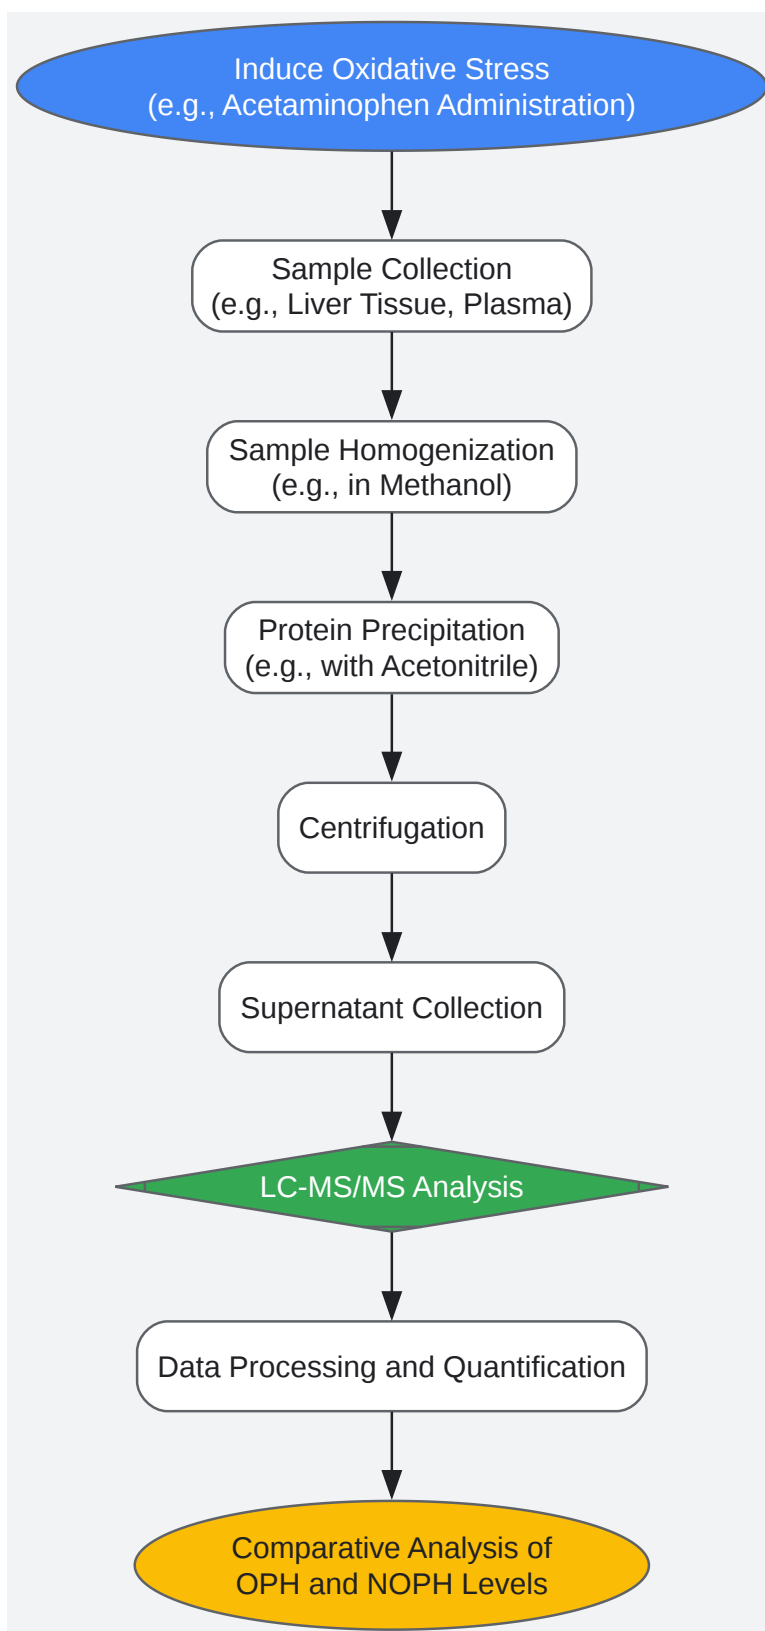 Induce Oxidative Stress
(e.g., Acetaminophen Administration)
Sample Collection
(e.g., Liver Tissue, Plasma)
Sample Homogenization
(e.g., in Methanol)
Protein Precipitation
(e.g., with Acetonitrile)
Centrifugation
Supernatant Collection
LC-MS/MS Analysis
Data Processing and Quantification
Comparative Analysis of
OPH and NOPH Levels